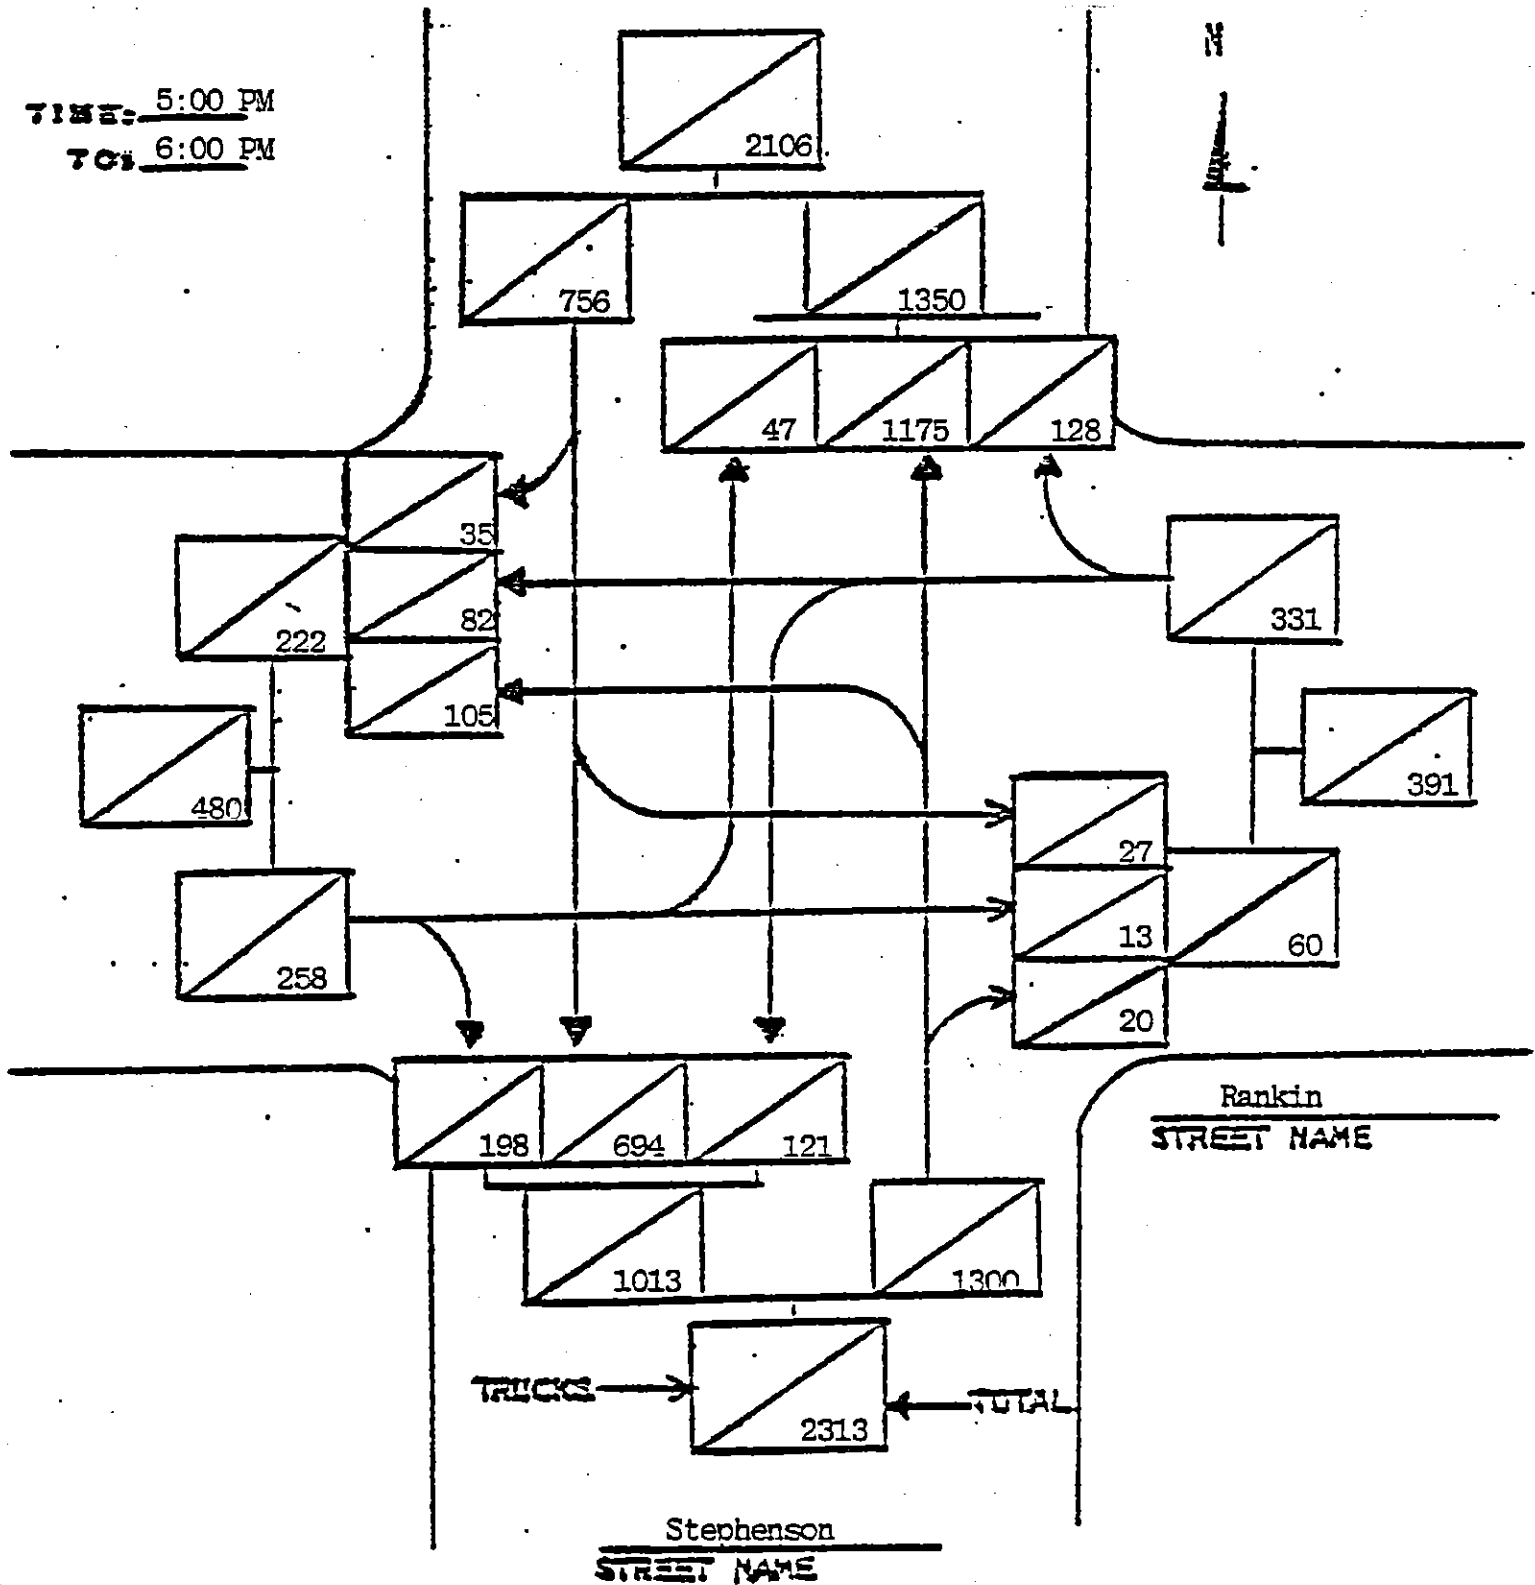 N
TIME: 5:00 PM
TO: 6:00 PM
2106
756
1350
47 1175 128
35
82
105
222
331
480
391
258
27
13
20
60
198 694 121
Rankin
STREET NAME
1013
1300
TRUCKS
TOTAL
2313
Stephenson
STREET NAME